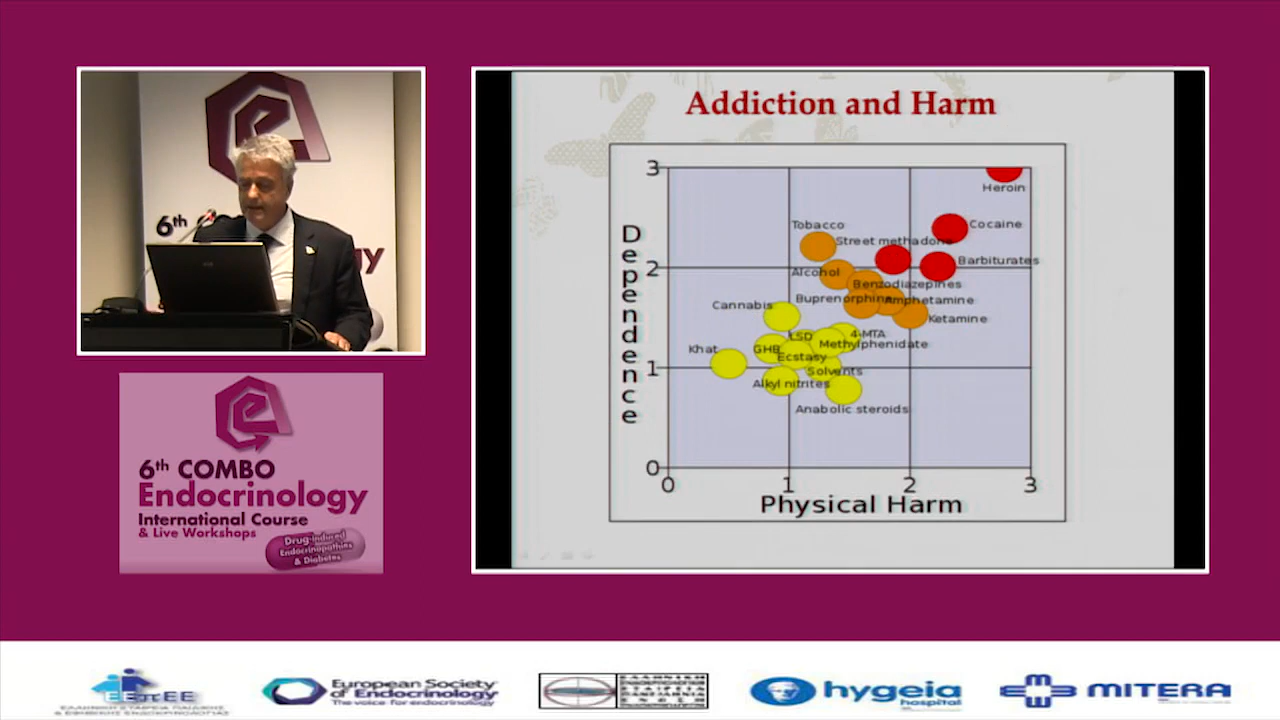 6th
gy
6th COMBO
Endocrinology
International Course
& Live Workshops
Drug-induced
Endocrinopathies
& Diabetes
Addiction and Harm
Dependence
3
2
1
0
0
1
2
3
Physical Harm
Heroin
Cocaine
Tobacco
Street methadone
Barbiturates
Alcohol
Benzodiazepines
Buprenorphine
Amphetamine
Cannabis
Ketamine
LSD
4-MTA
Khat
GHB
Methylphenidate
Ecstasy
Solvents
Alkyl nitrites
Anabolic steroids
European Society
of Endocrinology
The voice for endocrinology
hygeia
hospital
MITERA